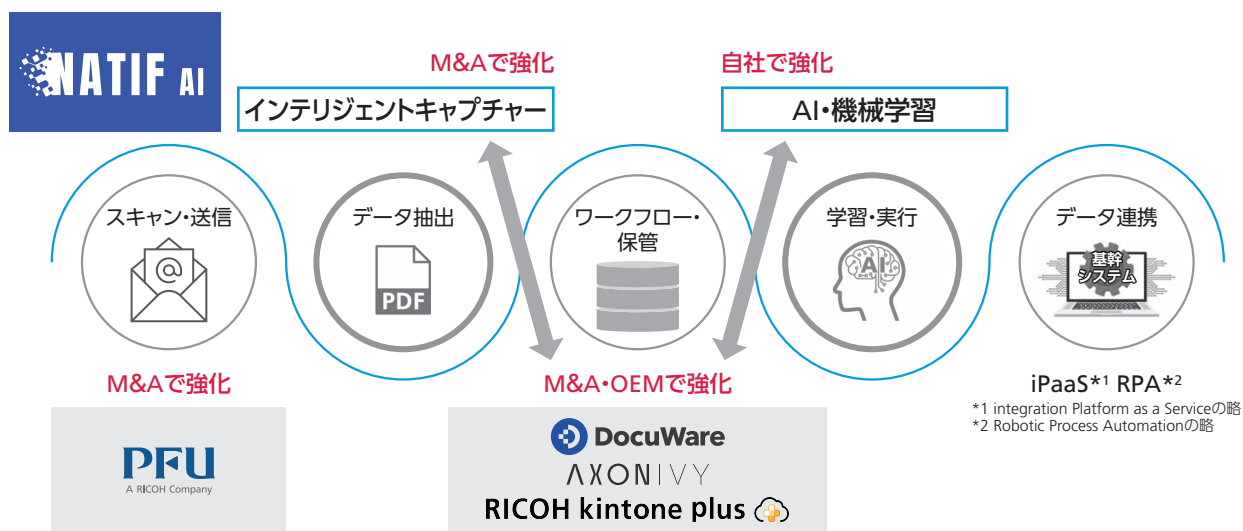 NATIF AI
M&Aで強化
自社で強化
インテリジェントキャプチャー
AI・機械学習
スキャン・送信
@
データ抽出
PDF
ワークフロー・
保管
学習・実行
AI
データ連携
基幹
システム
M&Aで強化
PFU
A RICOH Company
M&A・OEMで強化
DocuWare
AXONIVY
RICOH kintone plus
iPaaS*1 RPA*2
*1 integration Platform as a Serviceの略
*2 Robotic Process Automationの略